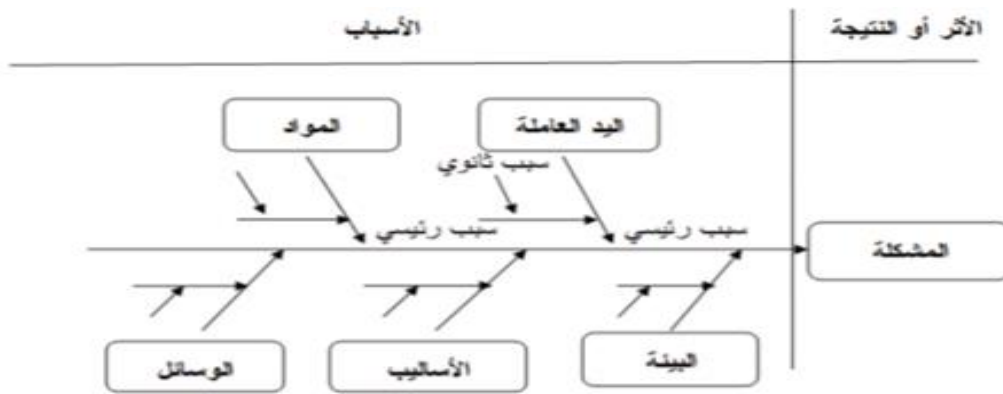 الأثر أو النتيجة
الأسباب
اليد العاملة
المواد
سبب ثانوي
سبب رئيسي
سبب رئيسي
المشكلة
البيئة
الأساليب
الوسائل